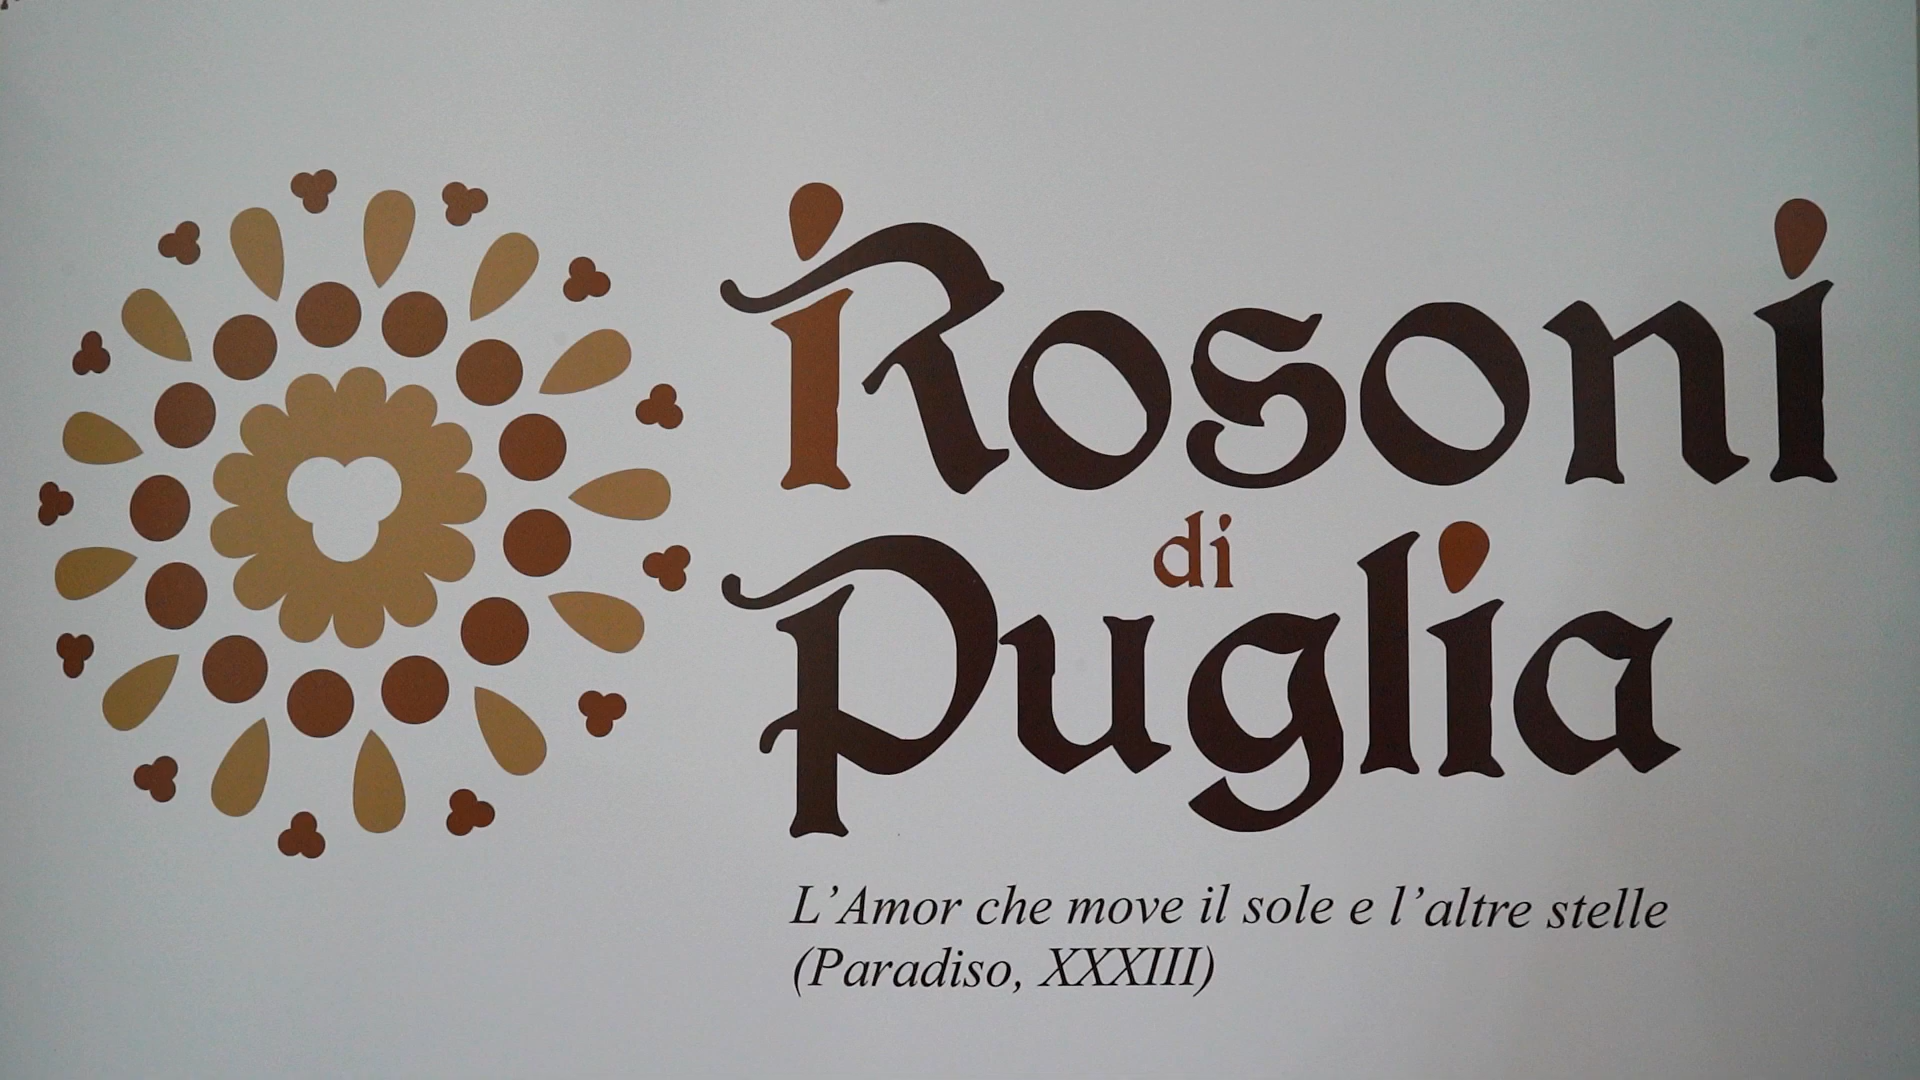 Rosoni
di
Puglia
L'Amor che move il sole e l'altre stelle
(Paradiso, XXXIII)